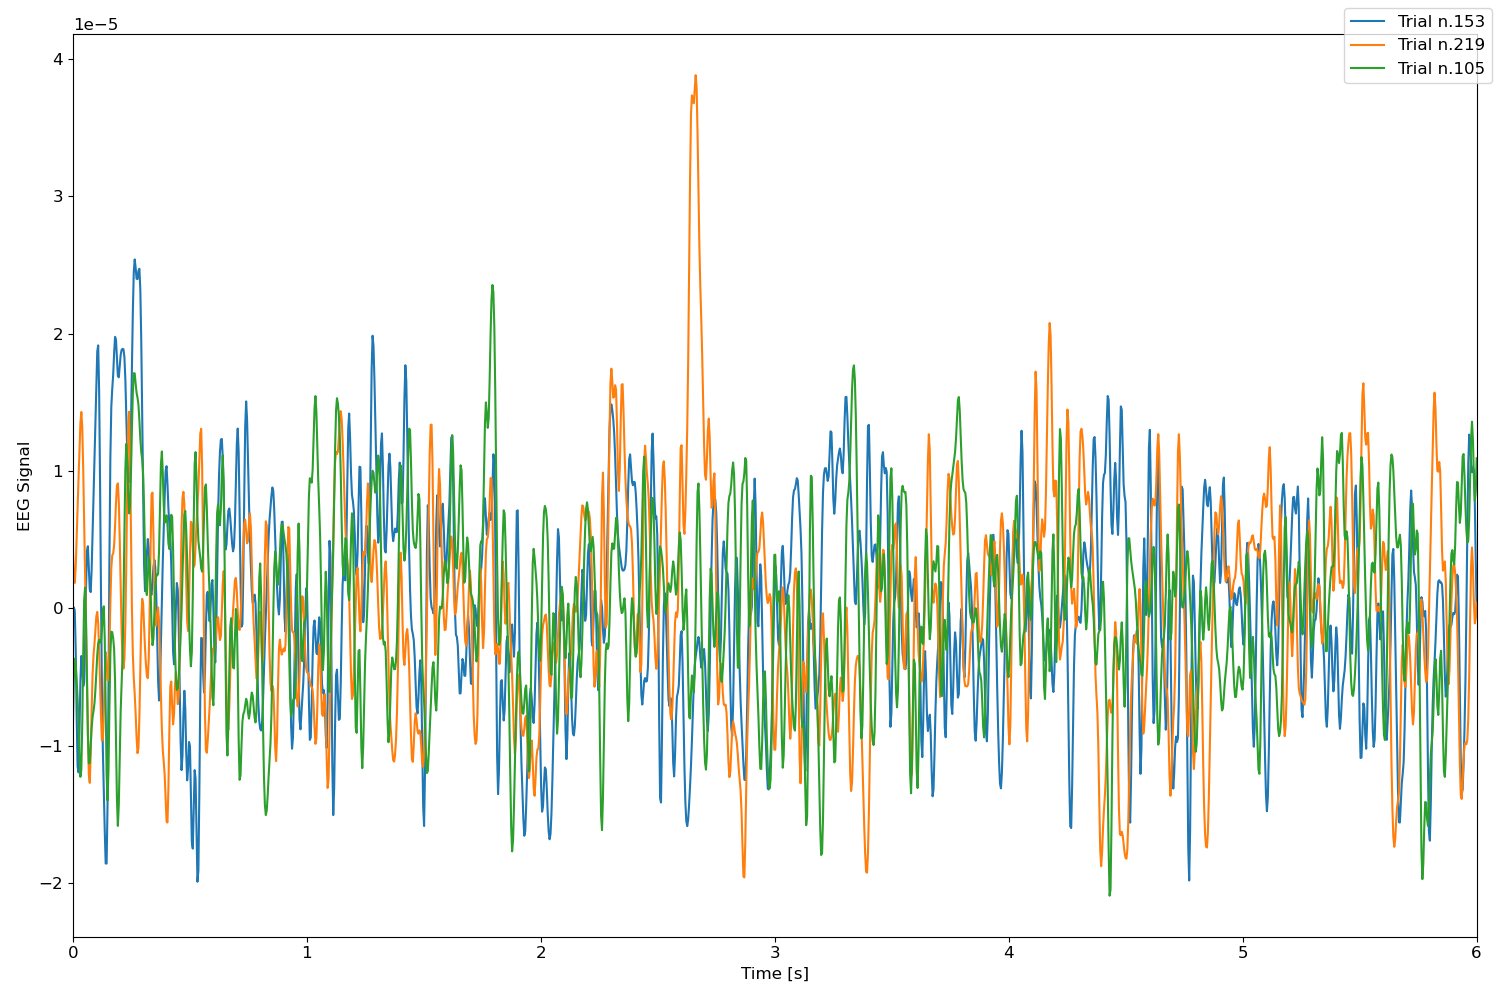 1e−5
Trial n.153
Trial n.219
Trial n.105
4
3
2
1
0
−1
−2
EEG Signal
0 1 2 3 4 5 6
Time [s]